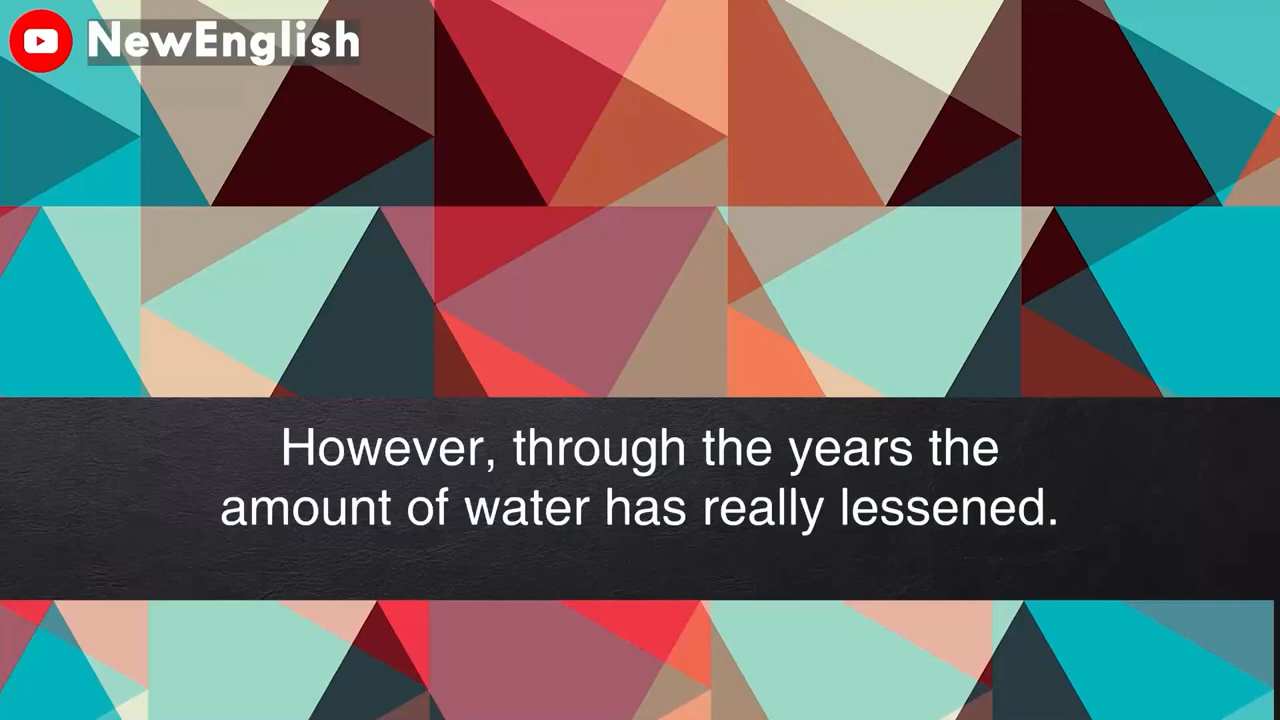 NewEnglish
However, through the years the
amount of water has really lessened.